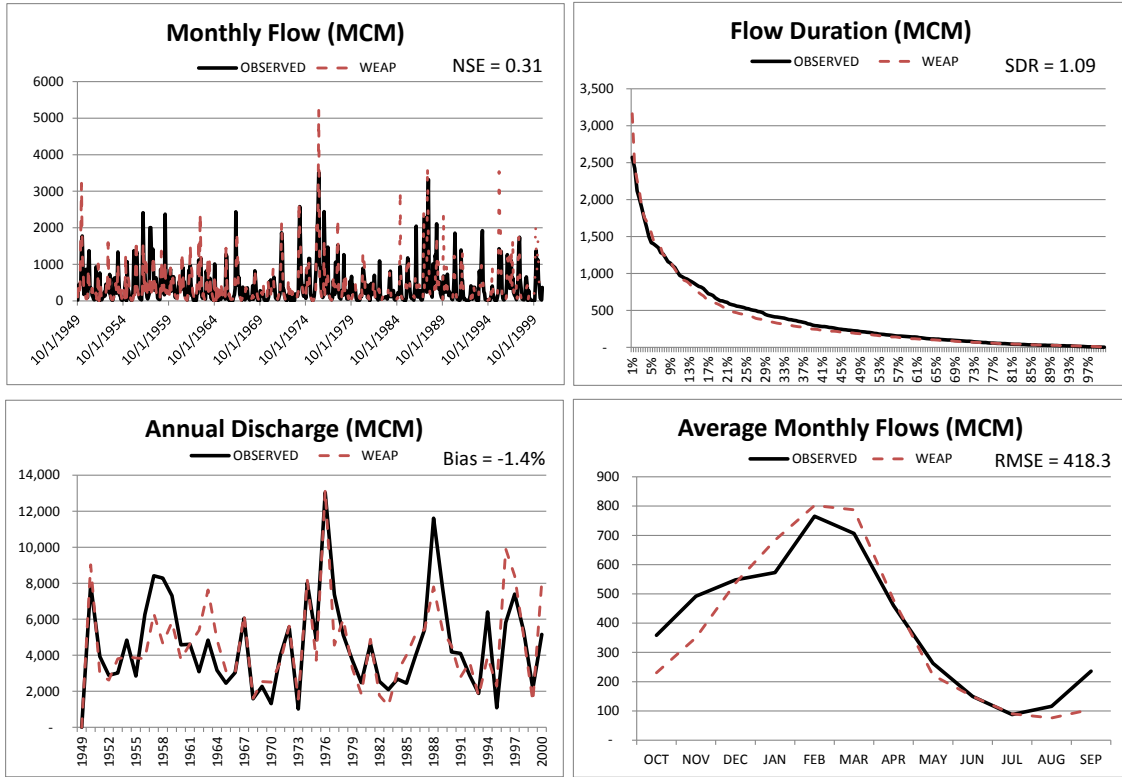 Monthly Flow (MCM)
OBSERVED WEAP NSE = 0.31
6000
5000
4000
3000
2000
1000
0
10/1/1949 10/1/1954 10/1/1959 10/1/1964 10/1/1969 10/1/1974 10/1/1979 10/1/1984 10/1/1989 10/1/1994 10/1/1999
Flow Duration (MCM)
OBSERVED WEAP
SDR = 1.09
3,500
3,000
2,500
2,000
1,500
1,000
500
-
1% 5% 9% 13% 17% 21% 25% 29% 33% 37% 41% 45% 49% 53% 57% 61% 65% 69% 73% 77% 81% 85% 89% 93% 97%
Annual Discharge (MCM)
OBSERVED WEAP Bias = -1.4%
14,000
12,000
10,000
8,000
6,000
4,000
2,000
-
1949 1952 1955 1958 1961 1964 1967 1970 1973 1976 1979 1982 1985 1988 1991 1994 1997 2000
Average Monthly Flows (MCM)
OBSERVED WEAP RMSE = 418.3
900
800
700
600
500
400
300
200
100
-
OCT NOV DEC JAN FEB MAR APR MAY JUN JUL AUG SEP